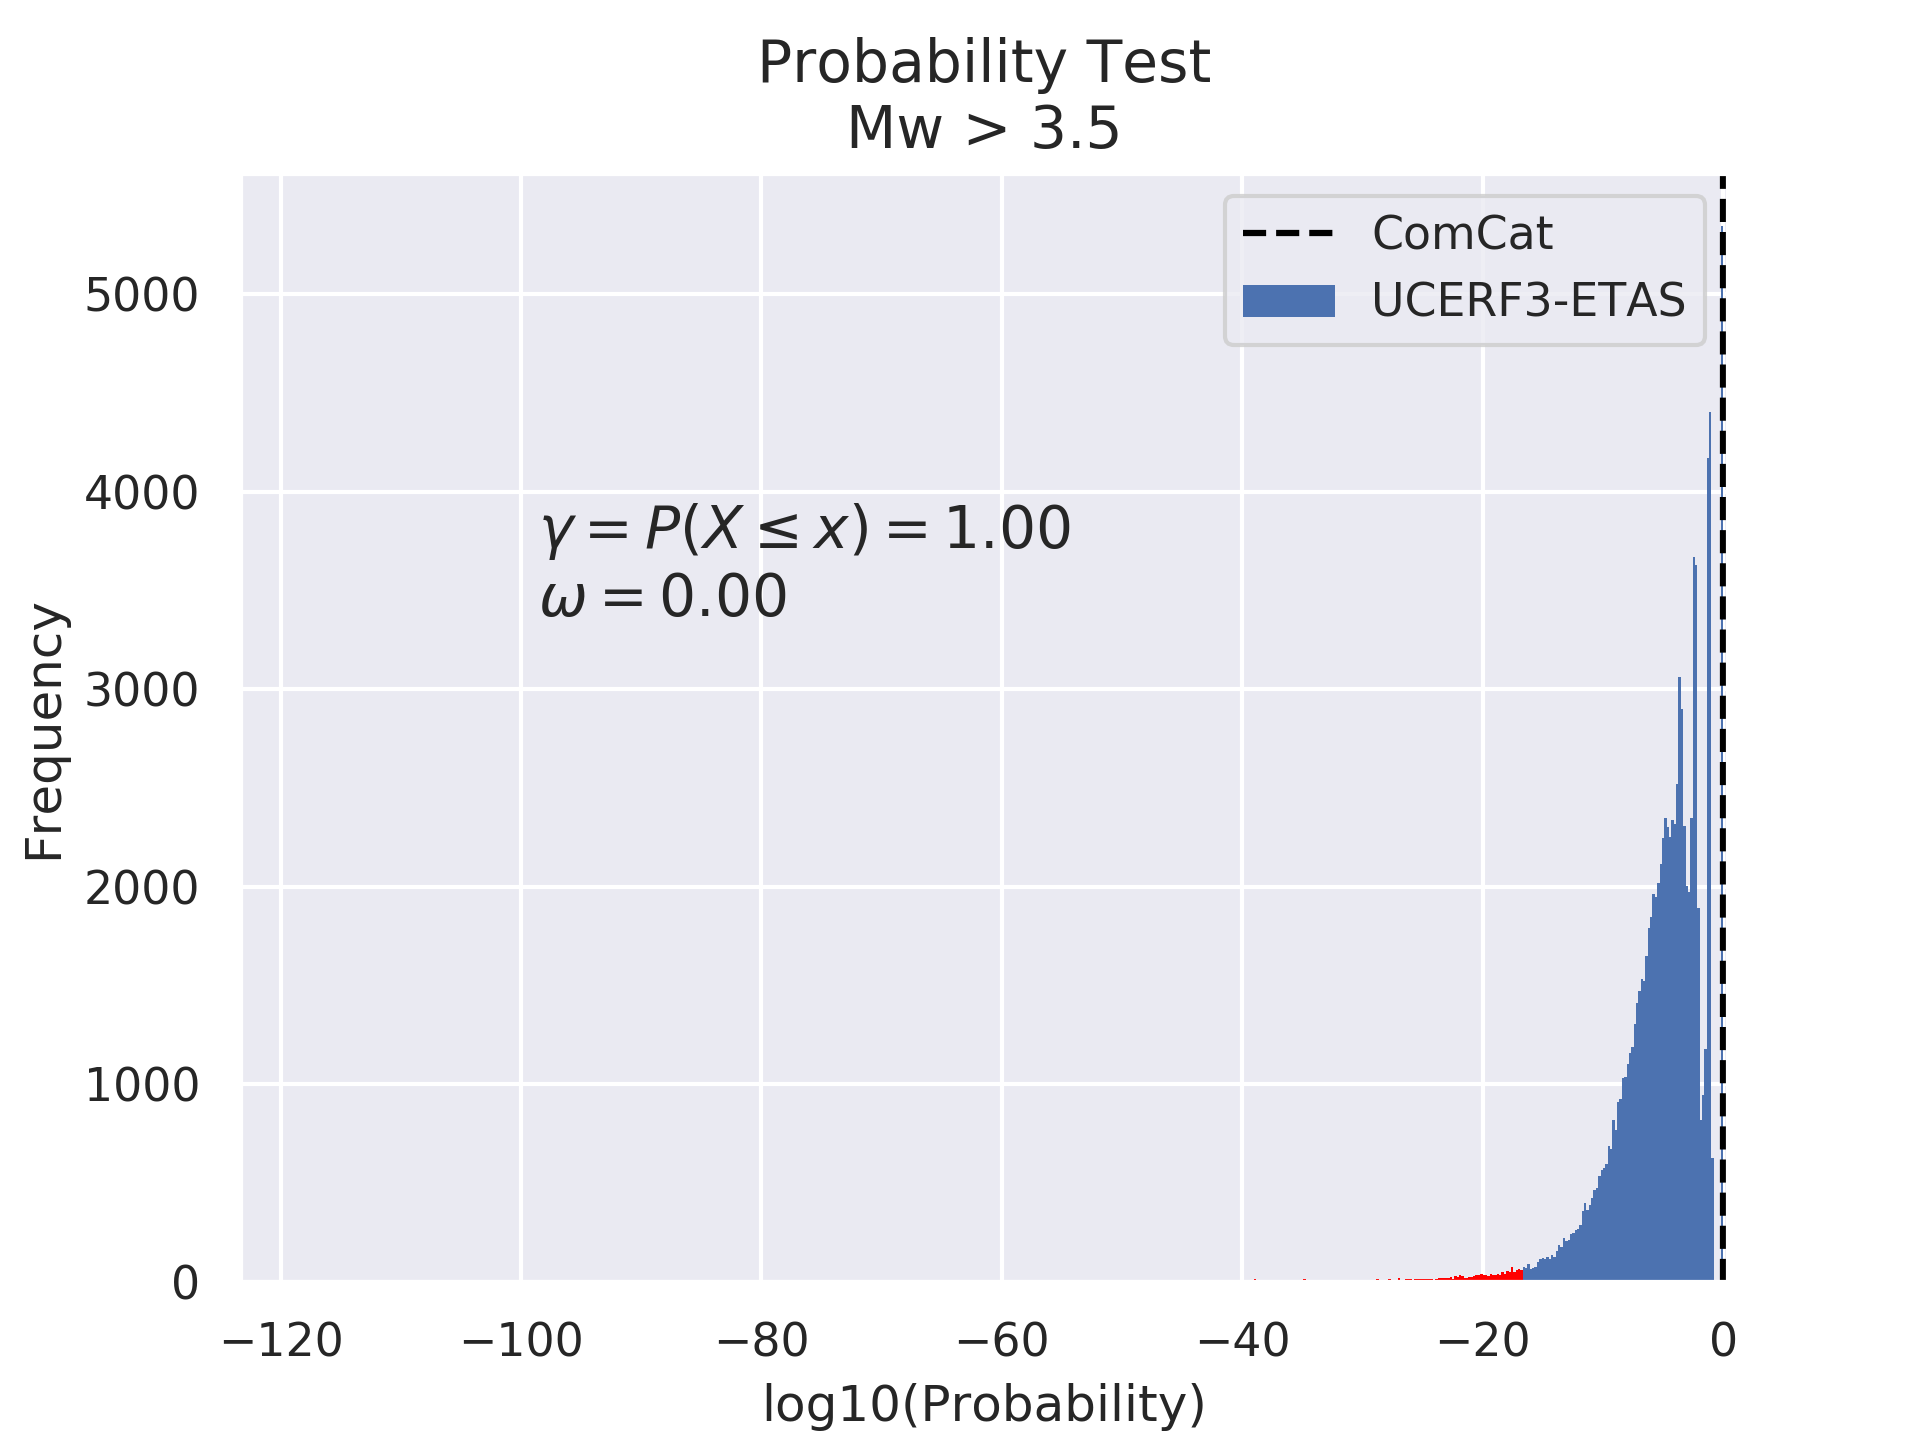 Probability Test
Mw > 3.5
ComCat
UCERF3-ETAS
5000
4000
γ = P(X ≤ x) = 1.00
ω = 0.00
3000
2000
1000
0
Frequency
−120 −100 −80 −60 −40 −20 0
log10(Probability)